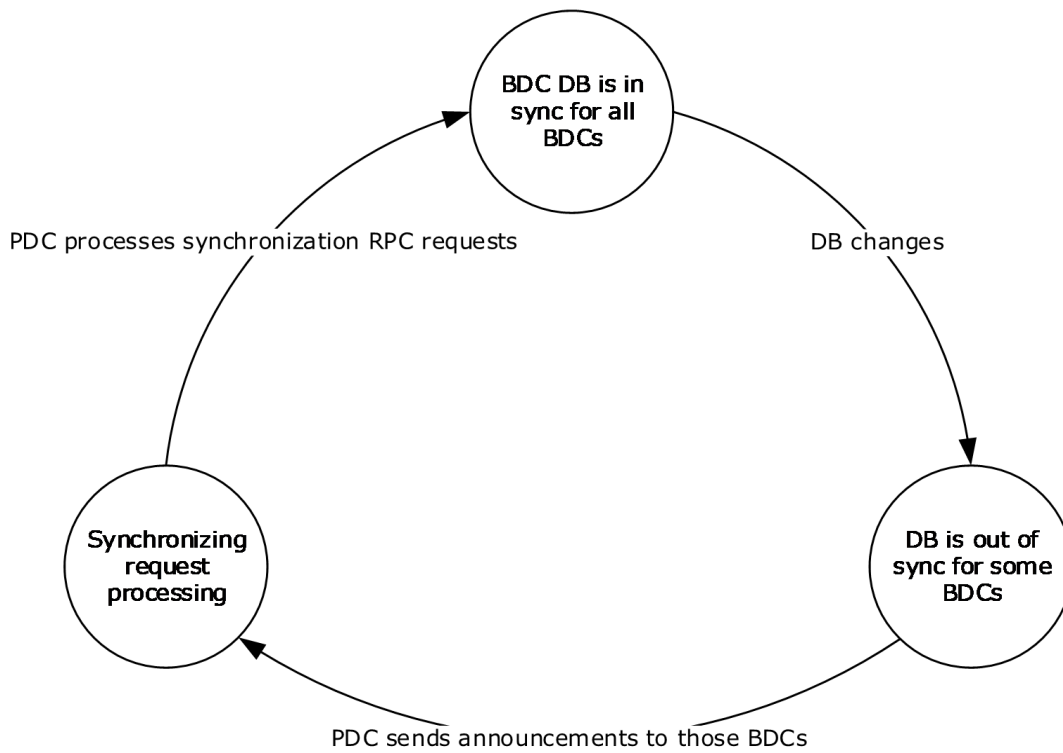 BDC DB is in
sync for all
BDCs
PDC processes synchronization RPC requests
DB changes
Synchronizing
request
processing
DB is out of
sync for some
BDCs
PDC sends announcements to those BDCs